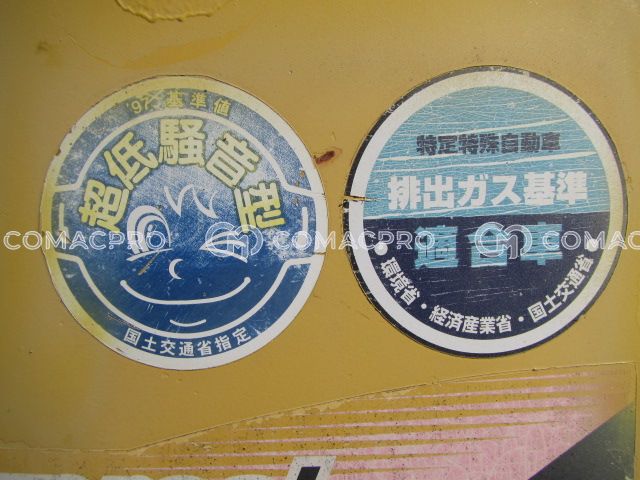 '97 基準値
超低騒音型
国土交通省指定
特定特殊自動車
排出ガス基準
適合車
・環境省・経済産業省・国土交通省・
COMACPRO COMACPRO COMACPRO